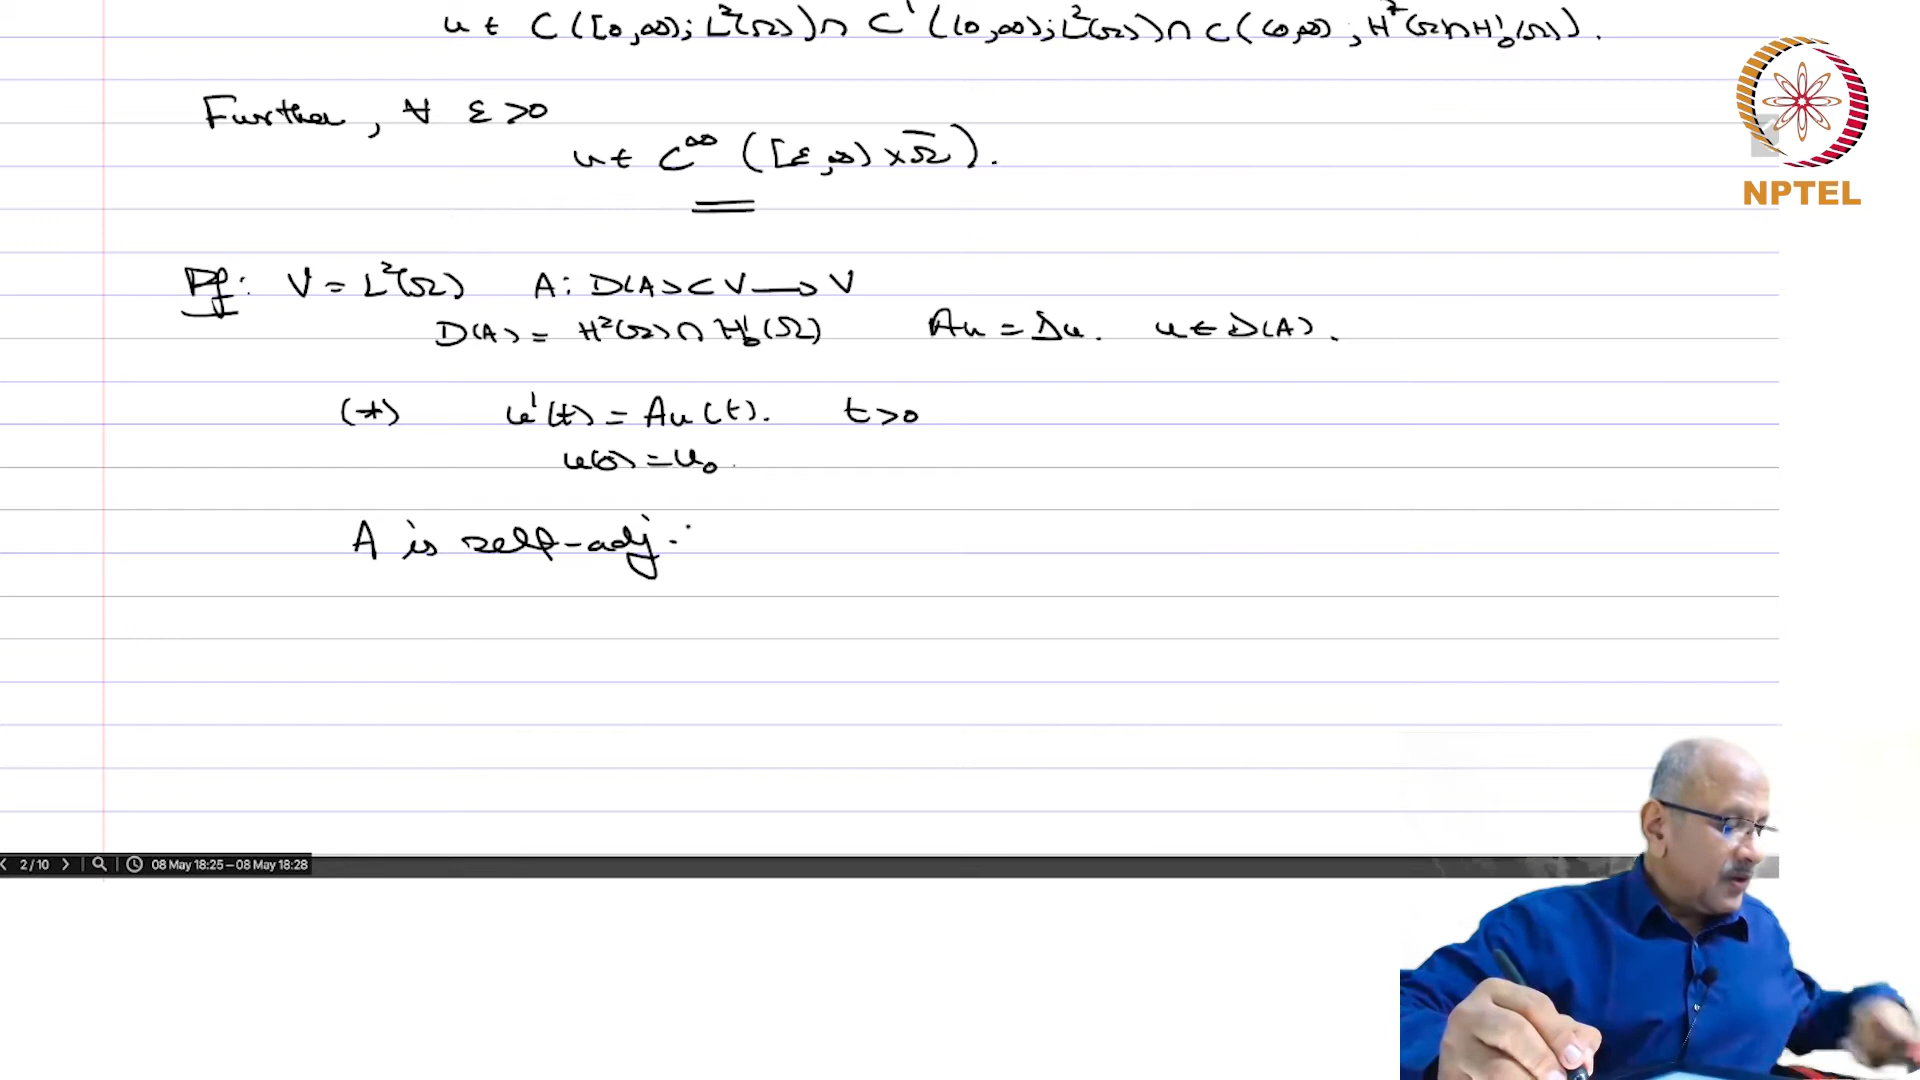 u ∈ C([0,∞); L²(Ω)) ∩ C¹((0,∞); L²(Ω)) ∩ C((0,∞); H²(Ω) ∩ H¹₀(Ω)).
Further, ∀ ε > 0
u ∈ C^∞([ε,∞) × Ω̄).
NPTEL
Pf: V = L²(Ω) A: D(A) ⊂ V → V
D(A) = H²(Ω) ∩ H¹₀(Ω) Au = Δu. u ∈ D(A).
(*) u'(t) = Au(t). t > 0
u(0) = u₀.
A is self-adj.
2/10 08 May 18:25 – 08 May 18:28